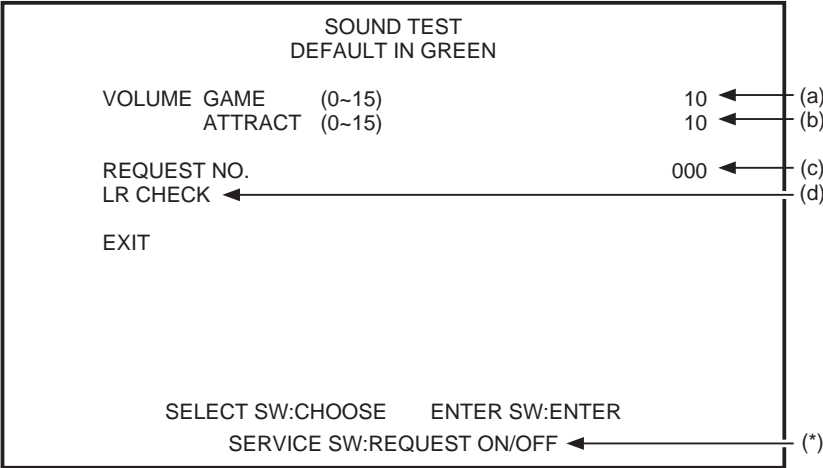 SOUND TEST
DEFAULT IN GREEN
VOLUME GAME (0~15) 10 (a)
ATTRACT (0~15) 10 (b)
REQUEST NO. 000 (c)
LR CHECK (d)
EXIT
SELECT SW:CHOOSE ENTER SW:ENTER
SERVICE SW:REQUEST ON/OFF (*)